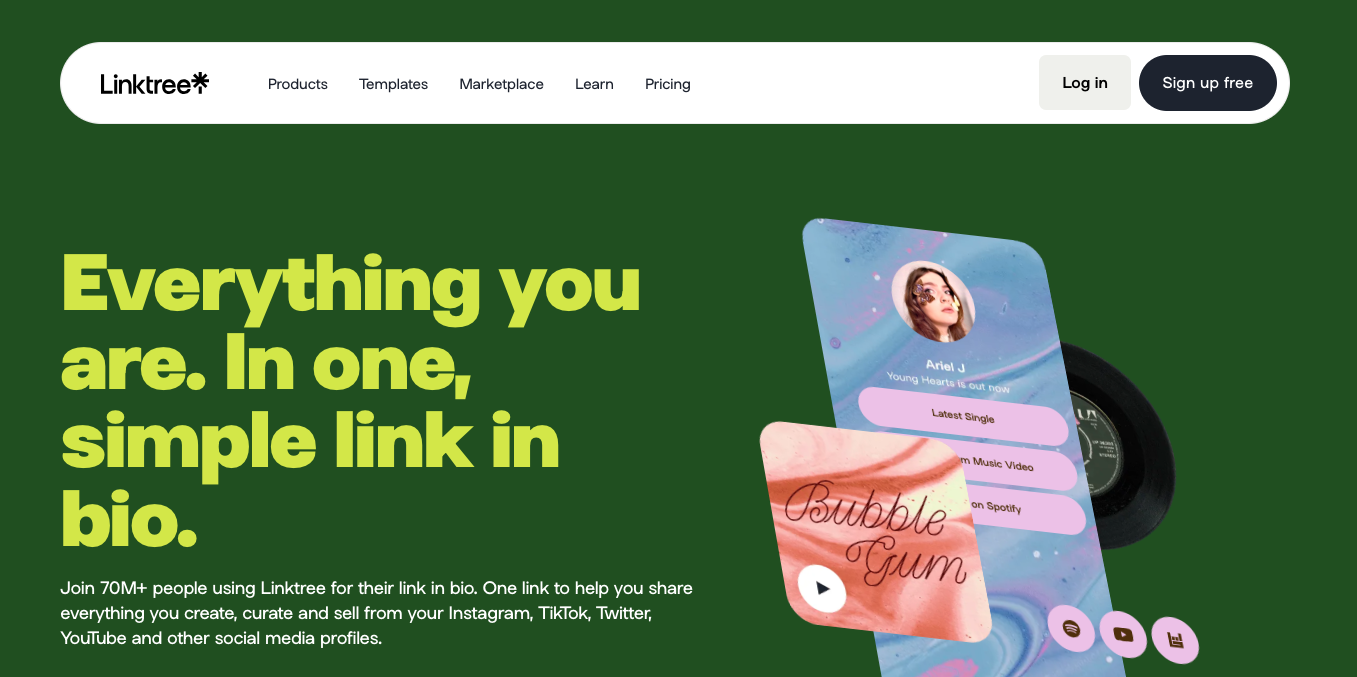 Linktree
Products Templates Marketplace Learn Pricing
Log in
Sign up free
Everything you
are. In one,
simple link in
bio.
Join 70M+ people using Linktree for their link in bio. One link to help you share
everything you create, curate and sell from your Instagram, TikTok, Twitter,
YouTube and other social media profiles.
Ariel J
Young Hearts is out now
Latest Single
Music Video
on Spotify
Bubble
Gum